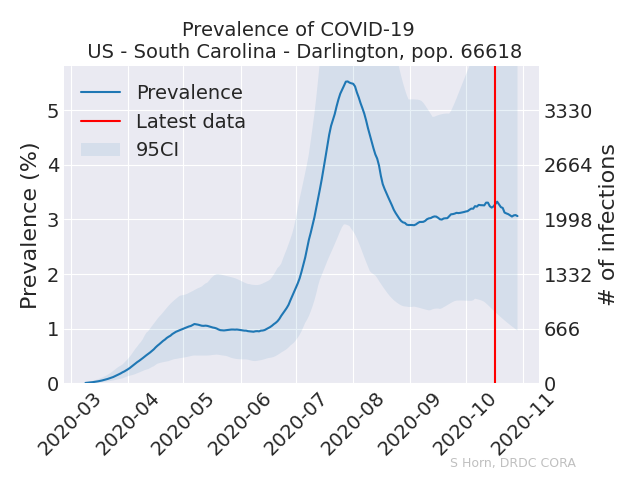 Prevalence of COVID-19
US - South Carolina - Darlington, pop. 66618
Prevalence
Latest data
95CI
Prevalence (%)
5
4
3
2
1
0
3330
2664
1998
1332
666
0
# of infections
2020-03
2020-04
2020-05
2020-06
2020-07
2020-08
2020-09
2020-10
2020-11
S Horn, DRDC CORA